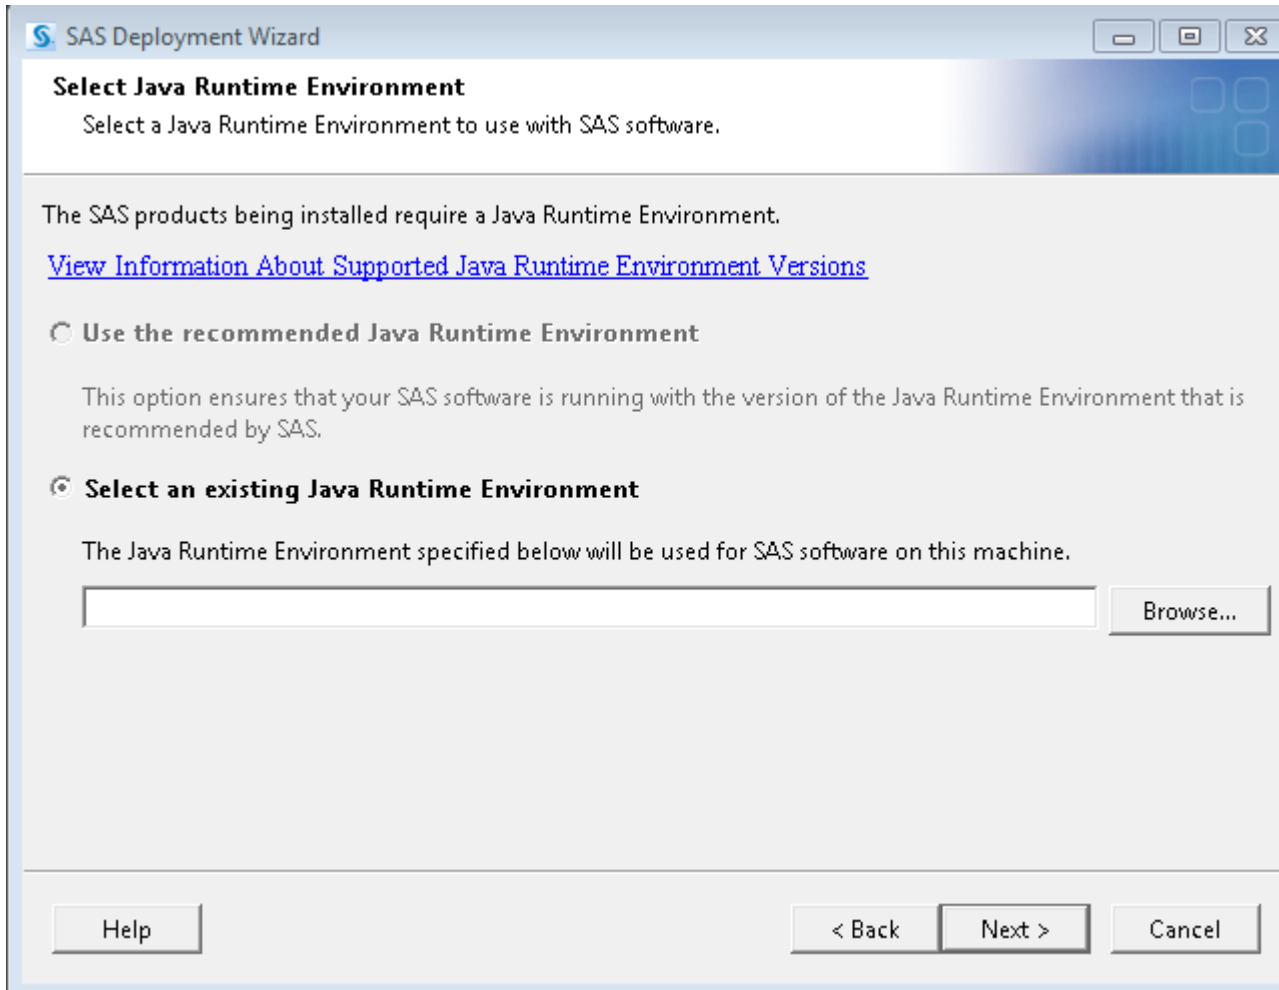 SAS Deployment Wizard
Select Java Runtime Environment
Select a Java Runtime Environment to use with SAS software.
The SAS products being installed require a Java Runtime Environment.
View Information About Supported Java Runtime Environment Versions
Use the recommended Java Runtime Environment
This option ensures that your SAS software is running with the version of the Java Runtime Environment that is
recommended by SAS.
Select an existing Java Runtime Environment
The Java Runtime Environment specified below will be used for SAS software on this machine.
Browse...
Help
< Back
Next >
Cancel